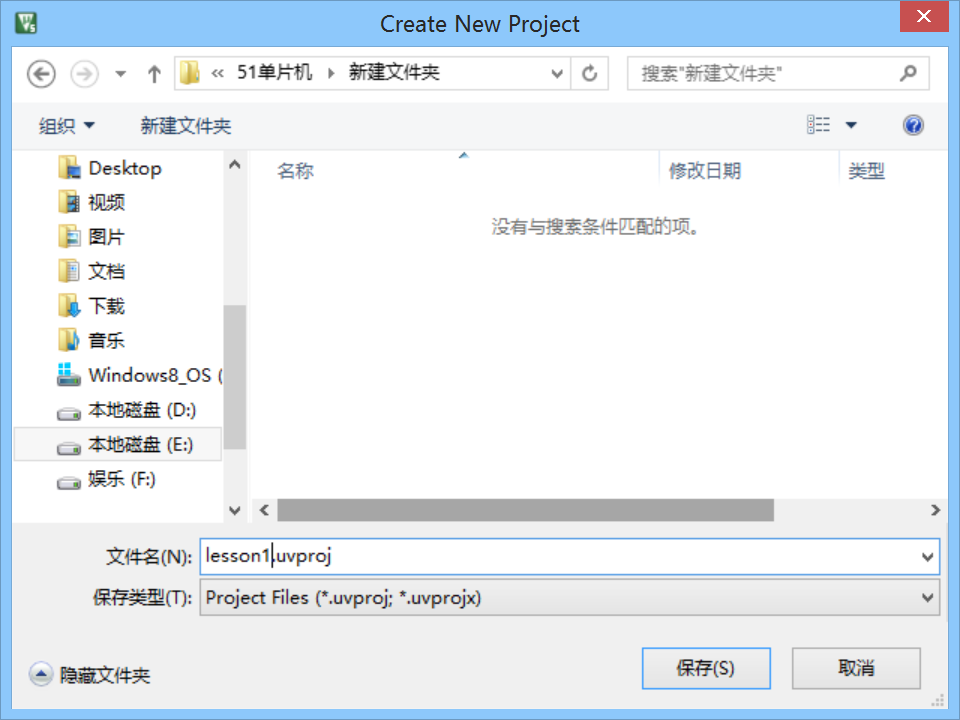 Create New Project
« 51单片机 新建文件夹
搜索"新建文件夹"
组织 新建文件夹
名称 修改日期 类型
没有与搜索条件匹配的项。
Desktop
视频
图片
文档
下载
音乐
Windows8_OS (
本地磁盘 (D:)
本地磁盘 (E:)
娱乐 (F:)
文件名(N): lesson1.uvproj
保存类型(T): Project Files (*.uvproj; *.uvprojx)
隐藏文件夹 保存(S) 取消